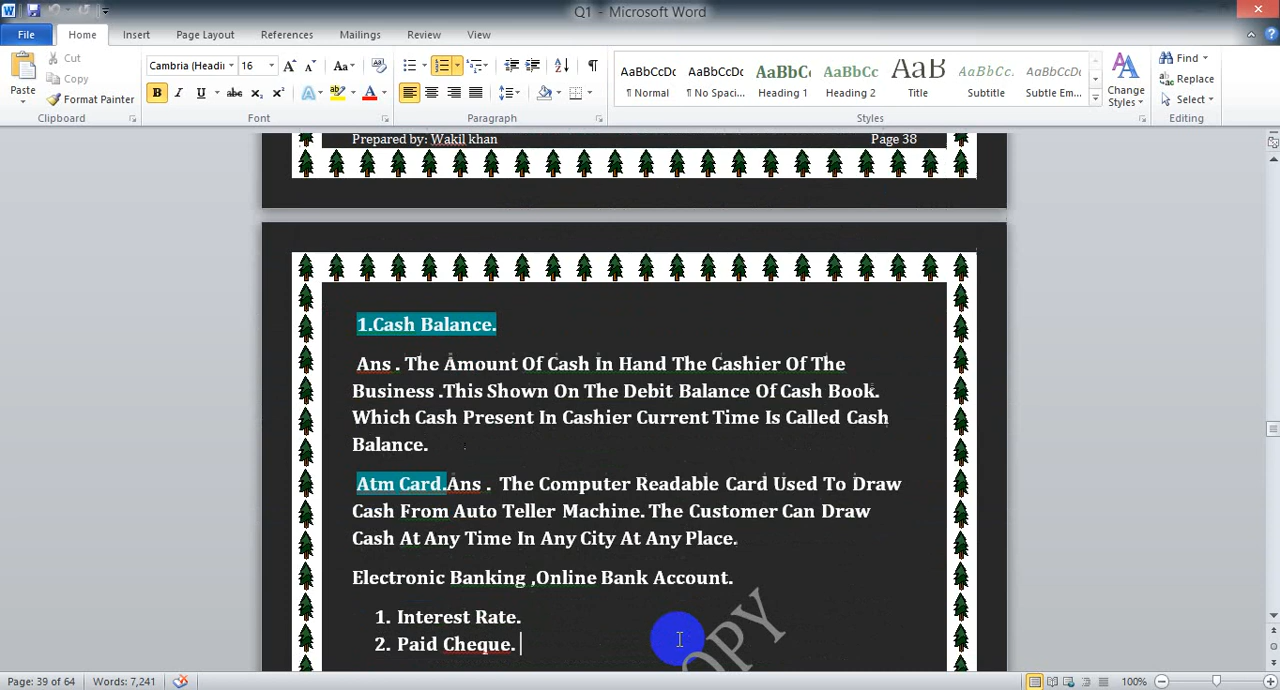 Q1 - Microsoft Word
File Home Insert Page Layout References Mailings Review View
Paste
Cut
Copy
Format Painter
Clipboard
Cambria (Headi 16
Font
Paragraph
AaBbCcDc AaBbCcDc AaBbCc AaBbCc AaB AaBbCc. AaBbCcDc
¶ Normal ¶ No Spaci... Heading 1 Heading 2 Title Subtitle Subtle Em...
Change
Styles
Styles
Find
Replace
Select
Editing
Prepared by: Wakil khan Page 38
1.Cash Balance.
Ans . The Amount Of Cash In Hand The Cashier Of The
Business .This Shown On The Debit Balance Of Cash Book.
Which Cash Present In Cashier Current Time Is Called Cash
Balance.
Atm Card.Ans . The Computer Readable Card Used To Draw
Cash From Auto Teller Machine. The Customer Can Draw
Cash At Any Time In Any City At Any Place.
Electronic Banking ,Online Bank Account.
1. Interest Rate.
2. Paid Cheque.
OPY
Page: 39 of 64 Words: 7,241 100%